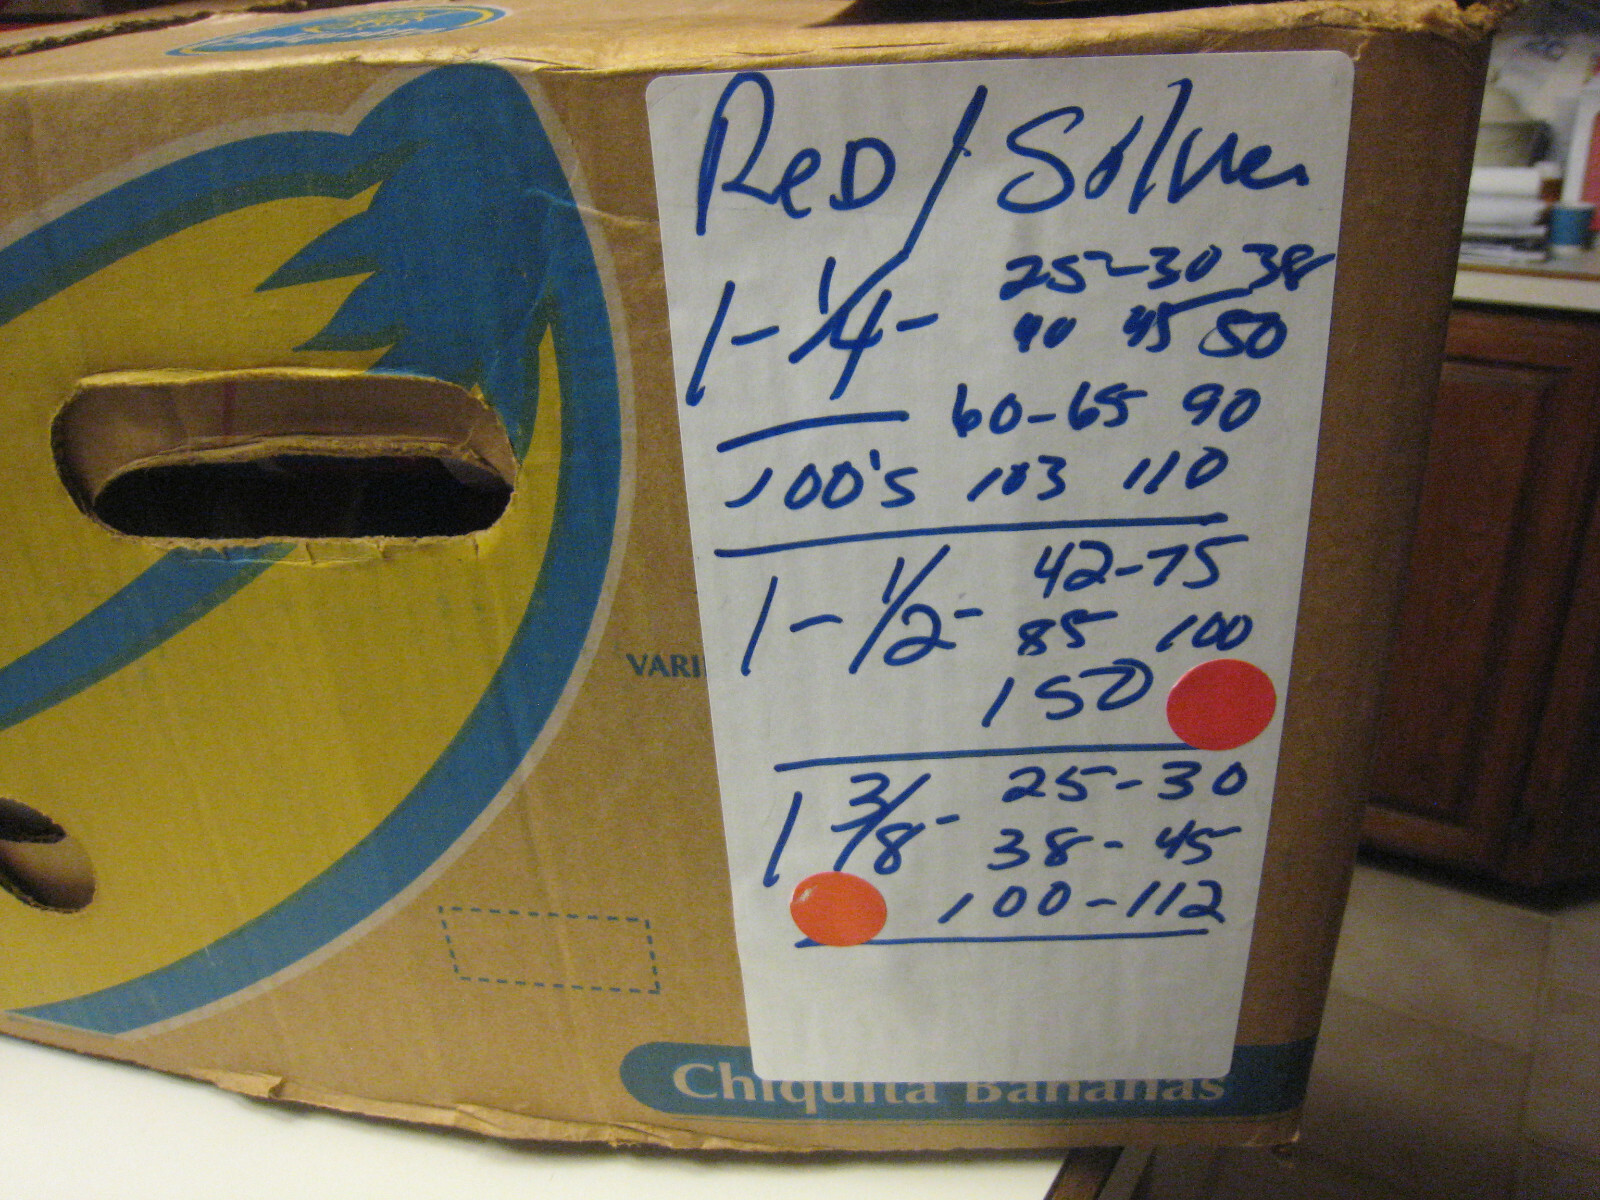 ReD / Solver
1-1/4- 25-30 38
40 45 50
60-65 90
100's 103 110
1-1/2- 42-75
85 100
150
1 3/8- 25-30
38-45
100-112
VARI
Chiquita Bananas